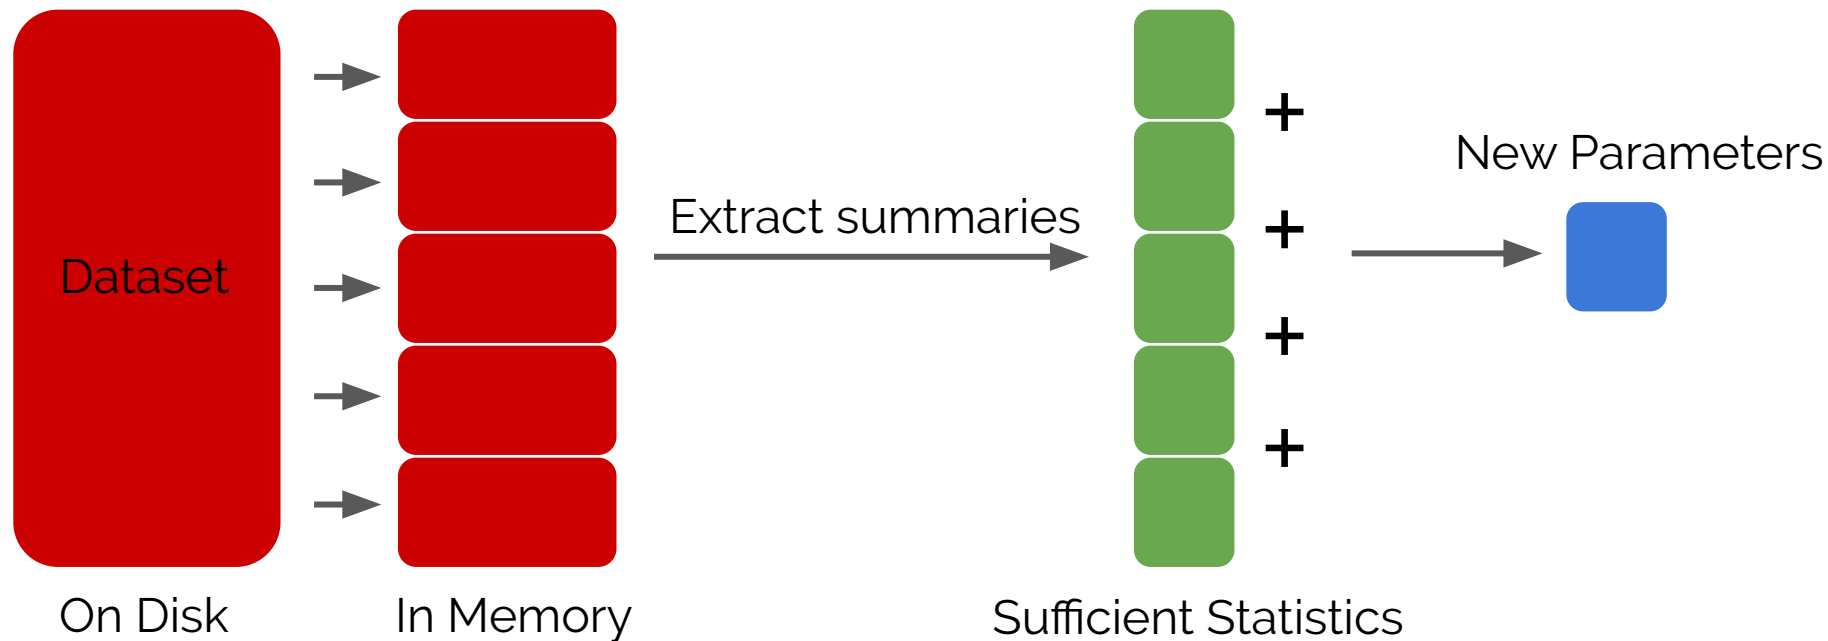 Dataset
On Disk
In Memory
Extract summaries
+
+
+
+
Sufficient Statistics
New Parameters